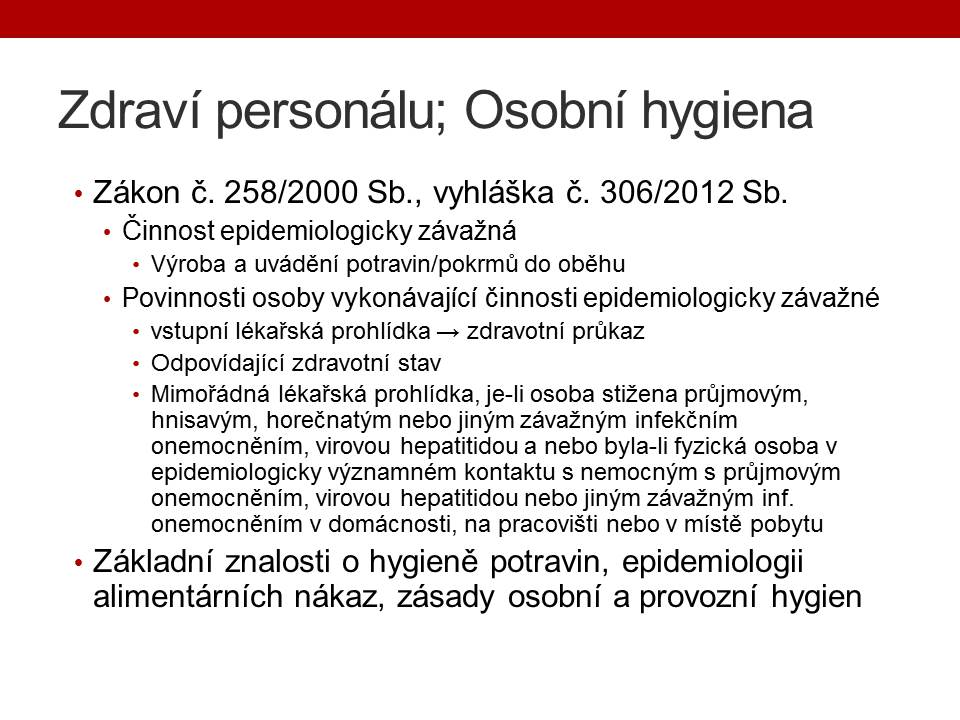 Zdraví personálu; Osobní hygiena
• Zákon č. 258/2000 Sb., vyhláška č. 306/2012 Sb.
• Činnost epidemiologicky závažná
• Výroba a uvádění potravin/pokrmů do oběhu
• Povinnosti osoby vykonávající činnosti epidemiologicky závažné
• vstupní lékařská prohlídka → zdravotní průkaz
• Odpovídající zdravotní stav
• Mimořádná lékařská prohlídka, je-li osoba stižena průjmovým,
hnisavým, horečnatým nebo jiným závažným infekčním
onemocněním, virovou hepatitidou a nebo byla-li fyzická osoba v
epidemiologicky významném kontaktu s nemocným s průjmovým
onemocněním, virovou hepatitidou nebo jiným závažným inf.
onemocněním v domácnosti, na pracovišti nebo v místě pobytu
• Základní znalosti o hygieně potravin, epidemiologii
alimentárních nákaz, zásady osobní a provozní hygien